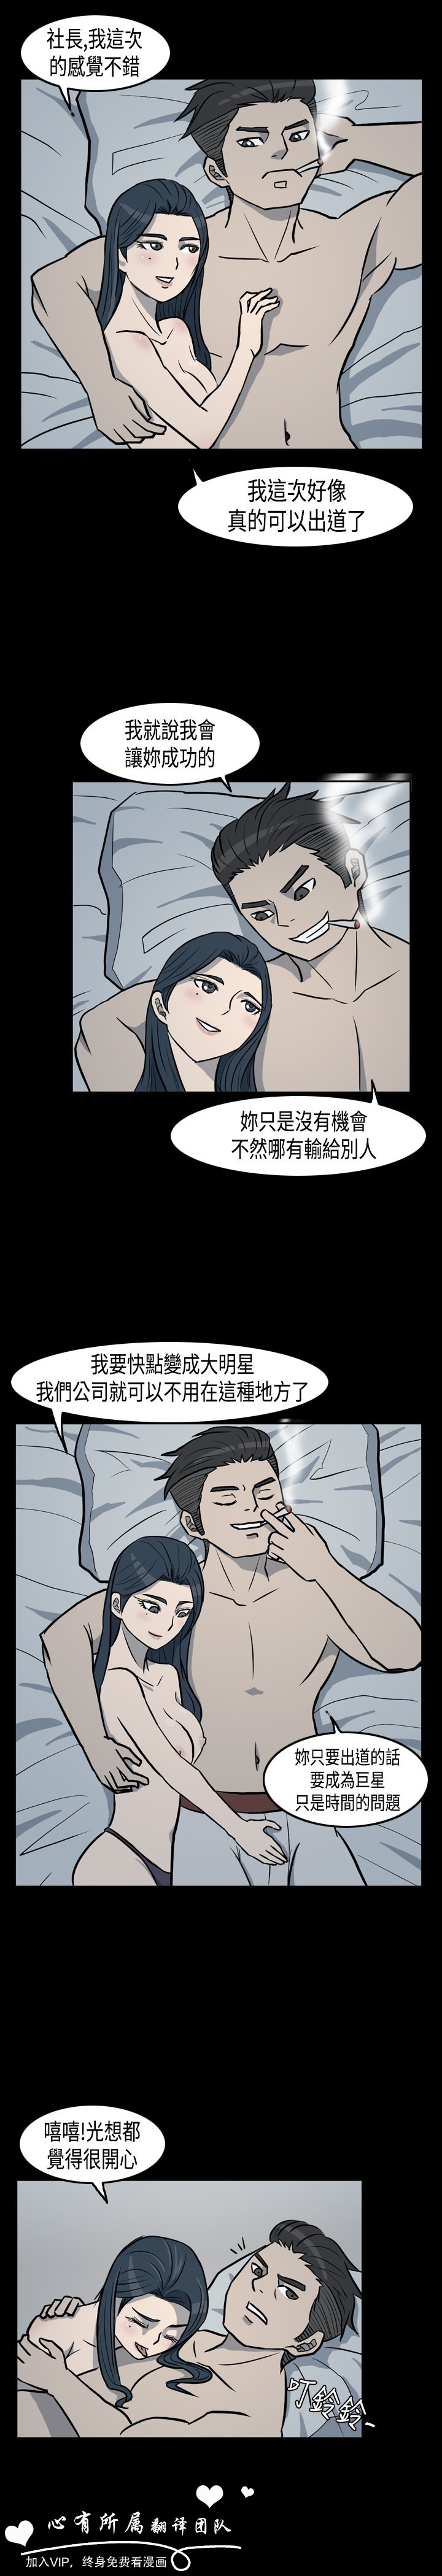 社長,我這次
的感覺不錯
我這次好像
真的可以出道了
我就說我會
讓妳成功的
妳只是沒有機會
不然哪有輸給別人
我要快點變成大明星
我們公司就可以不用在這種地方了
妳只要出道的話
要成為巨星
只是時間的問題
嘻嘻!光想都
覺得很開心
叮鈴鈴~
心有所属翻译团队
加入VIP，终身免费看漫画